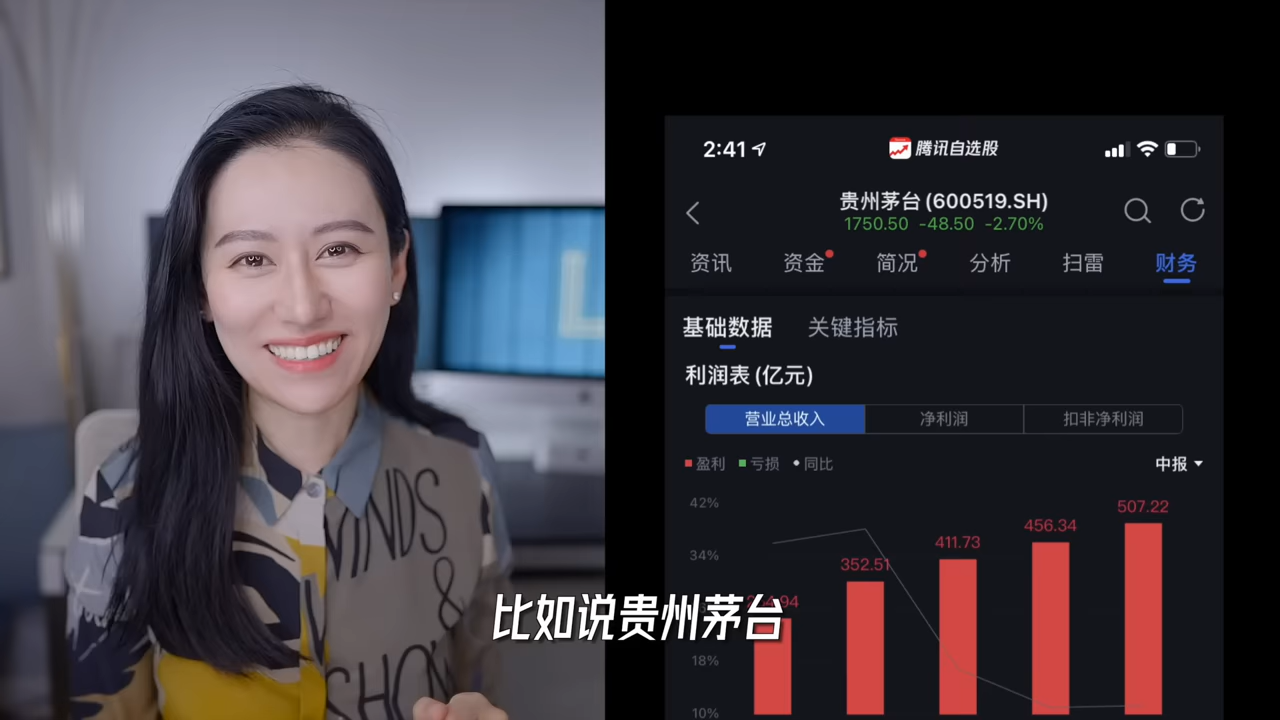 WINDS
&
SHOW
2:41
腾讯自选股
贵州茅台 (600519.SH)
1750.50 -48.50 -2.70%
资讯 资金 简况 分析 扫雷 财务
基础数据 关键指标
利润表 (亿元)
营业总收入 净利润 扣非净利润
盈利 亏损 同比 中报
42%
34%
18%
10%
352.51
411.73
456.34
507.22
比如说贵州茅台